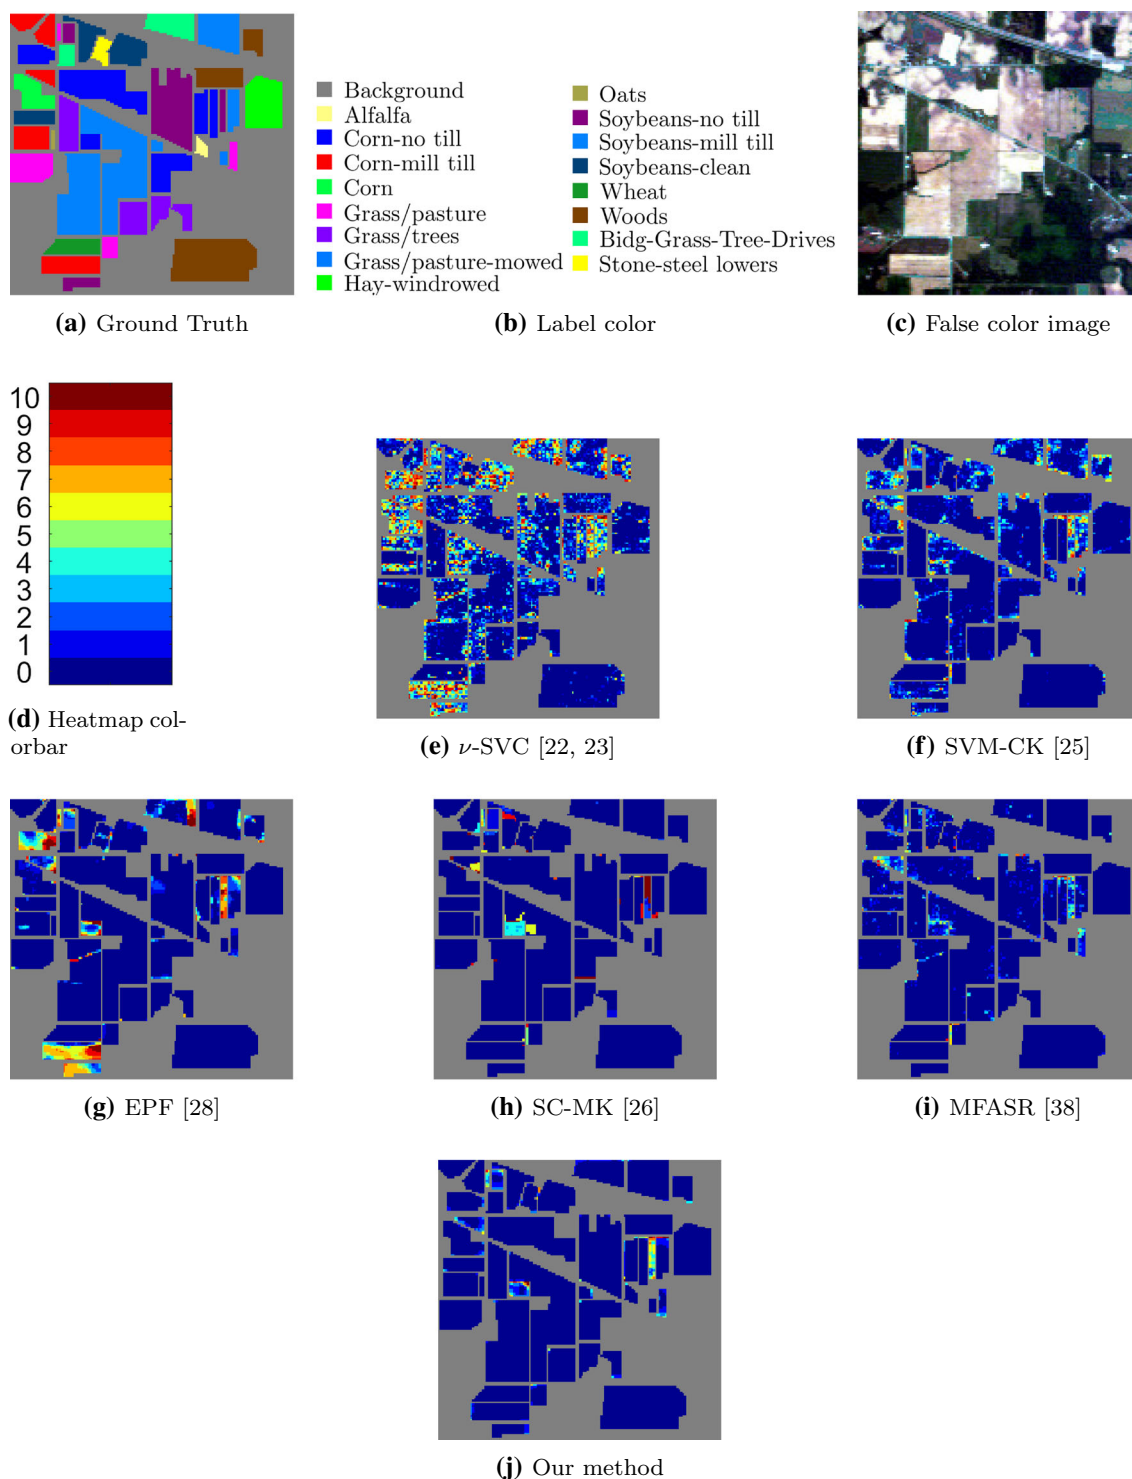 Background
Alfalfa
Corn-no till
Corn-mill till
Corn
Grass/pasture
Grass/trees
Grass/pasture-mowed
Hay-windrowed
Oats
Soybeans-no till
Soybeans-mill till
Soybeans-clean
Wheat
Woods
Bidg-Grass-Tree-Drives
Stone-steel lowers
(a) Ground Truth
(b) Label color
(c) False color image
10
9
8
7
6
5
4
3
2
1
0
(d) Heatmap col-
orbar
(e) ν-SVC [22, 23]
(f) SVM-CK [25]
(g) EPF [28]
(h) SC-MK [26]
(i) MFASR [38]
(j) Our method